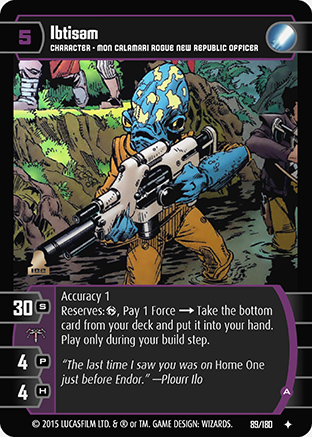 5 Ibtisam
CHARACTER - MON CALAMARI ROGUE NEW REPUBLIC OFFICER
30 S
4 P
4 H
Accuracy 1
Reserves: , Pay 1 Force → Take the bottom
card from your deck and put it into your hand.
Play only during your build step.
“The last time I saw you was on Home One
just before Endor.” —Plourr Ilo
A
© 2015 LUCASFILM LTD. & ® or TM. GAME DESIGN: WIZARDS. 89/180